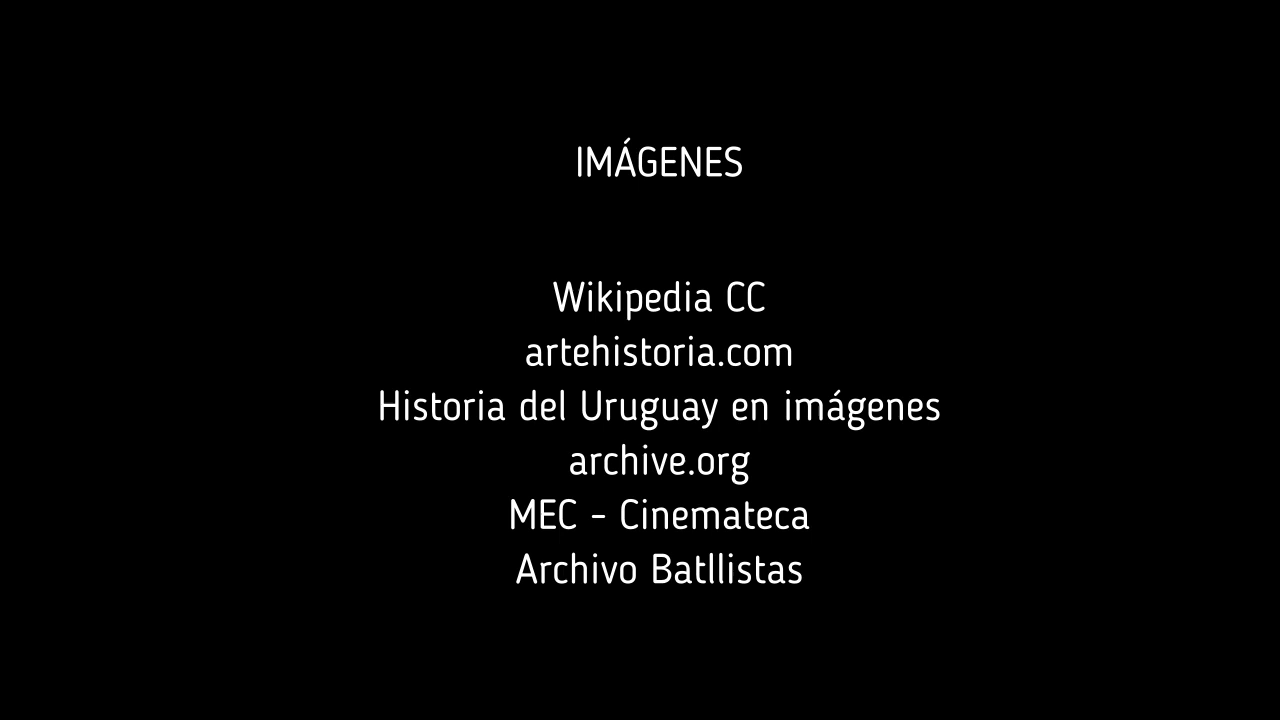 IMÁGENES
Wikipedia CC
artehistoria.com
Historia del Uruguay en imágenes
archive.org
MEC - Cinemateca
Archivo Batllistas